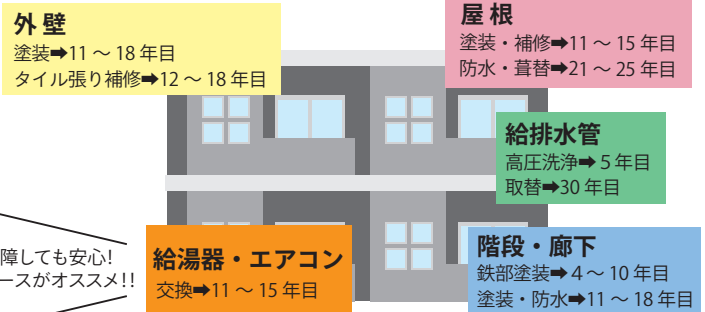 外 壁
塗装➡11 ～ 18 年目
タイル張り補修➡12 ～ 18 年目
屋 根
塗装・補修➡11 ～ 15 年目
防水・葺替➡21 ～ 25 年目
給排水管
高圧洗浄➡ 5 年目
取替➡30 年目
障しても安心!
ースがオススメ!!
給湯器・エアコン
交換➡11 ～ 15 年目
階段・廊下
鉄部塗装➡ 4 ～ 10 年目
塗装・防水➡11 ～ 18 年目